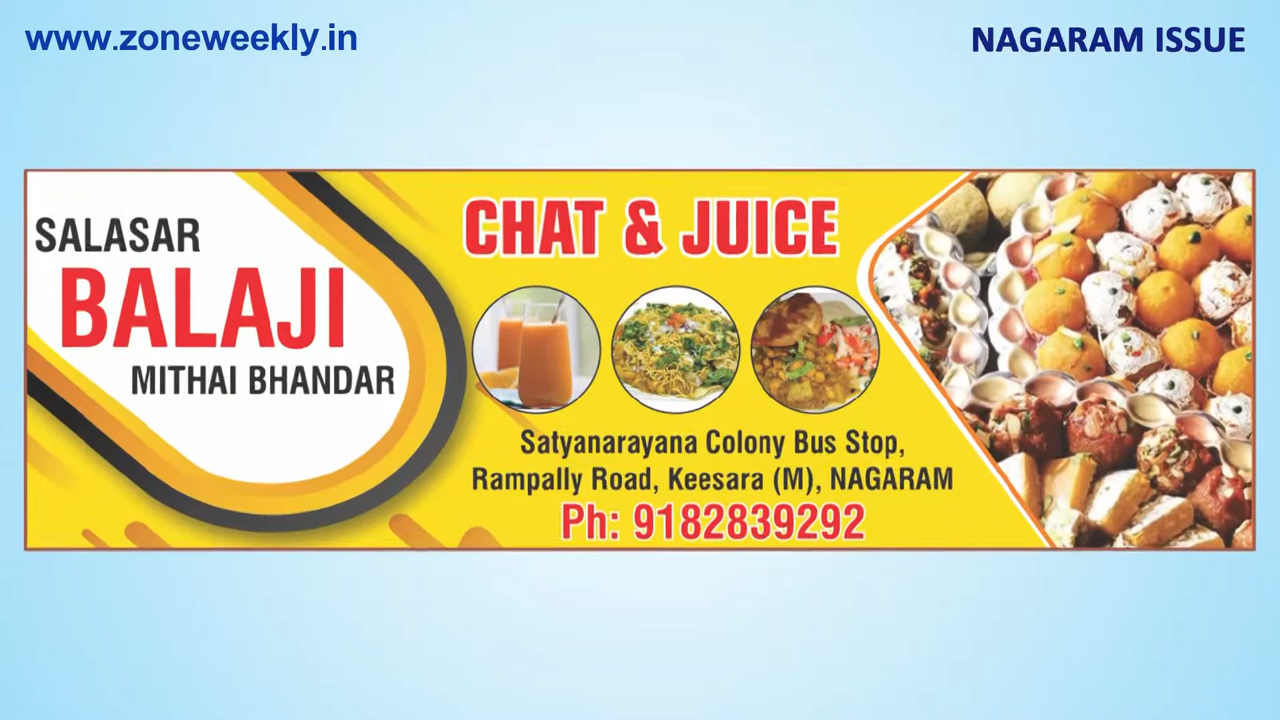 www.zoneweekly.in
NAGARAM ISSUE
SALASAR
BALAJI
MITHAI BHANDAR
CHAT & JUICE
Satyanarayana Colony Bus Stop,
Rampally Road, Keesara (M), NAGARAM
Ph: 9182839292